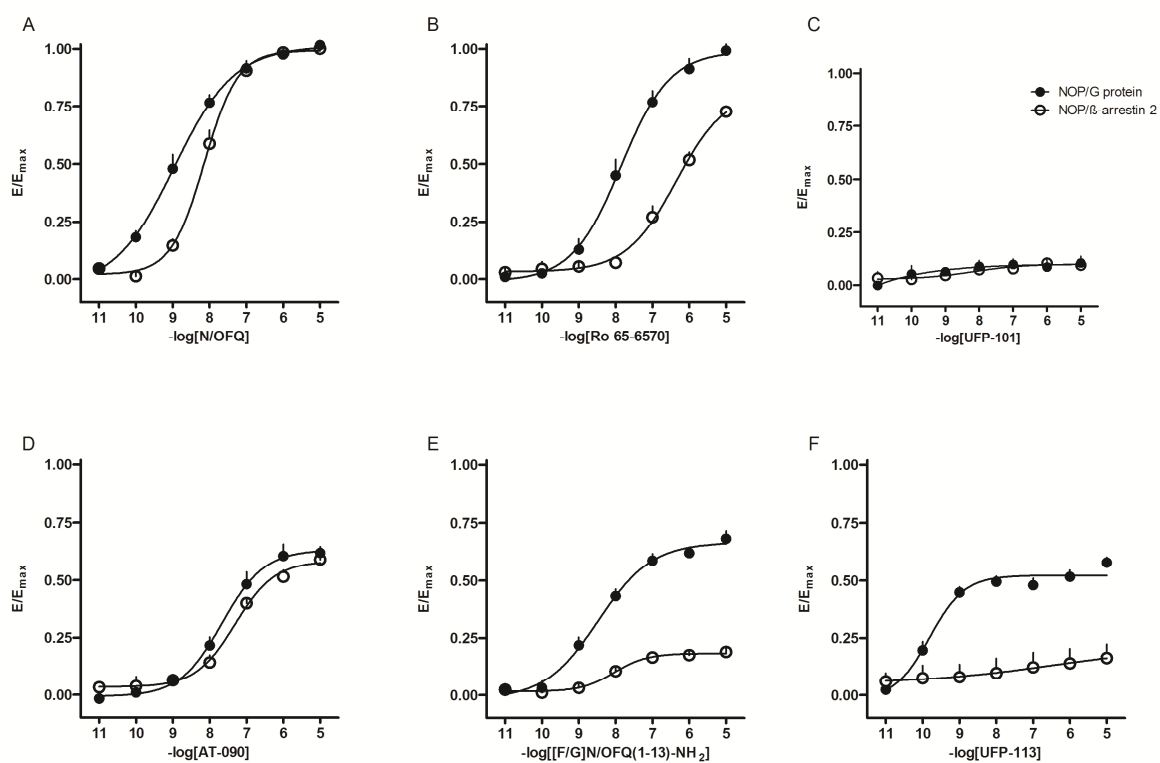 A
1.00
0.75
0.50
0.25
0.00
E/Emax
11 10 9 8 7 6 5
-log[N/OFQ]
B
1.00
0.75
0.50
0.25
0.00
E/Emax
11 10 9 8 7 6 5
-log[Ro 65-6570]
C
1.00
0.75
0.50
0.25
0.00
E/Emax
NOP/G protein
NOP/ß arrestin 2
11 10 9 8 7 6 5
-log[UFP-101]
D
1.00
0.75
0.50
0.25
0.00
E/Emax
11 10 9 8 7 6 5
-log[AT-090]
E
1.00
0.75
0.50
0.25
0.00
E/Emax
11 10 9 8 7 6 5
-log[[F/G]N/OFQ(1-13)-NH2]
F
1.00
0.75
0.50
0.25
0.00
E/Emax
11 10 9 8 7 6 5
-log[UFP-113]